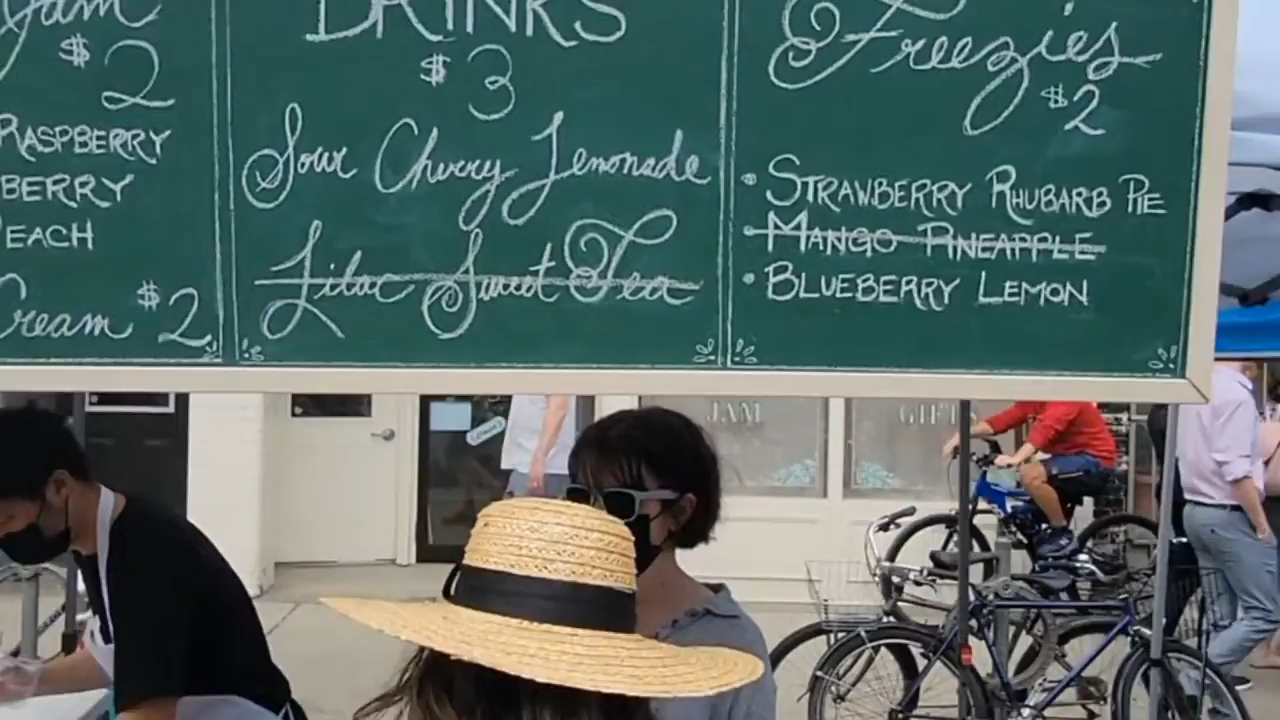 Jam
$2
RASPBERRY
BERRY
EACH
Cream $2
DRINKS
$3
Sour Cherry Lemonade
Lilac Sweet Tea
Freezies
$2
• STRAWBERRY RHUBARB PIE
• MANGO PINEAPPLE
• BLUEBERRY LEMON
JAM
GIFTS